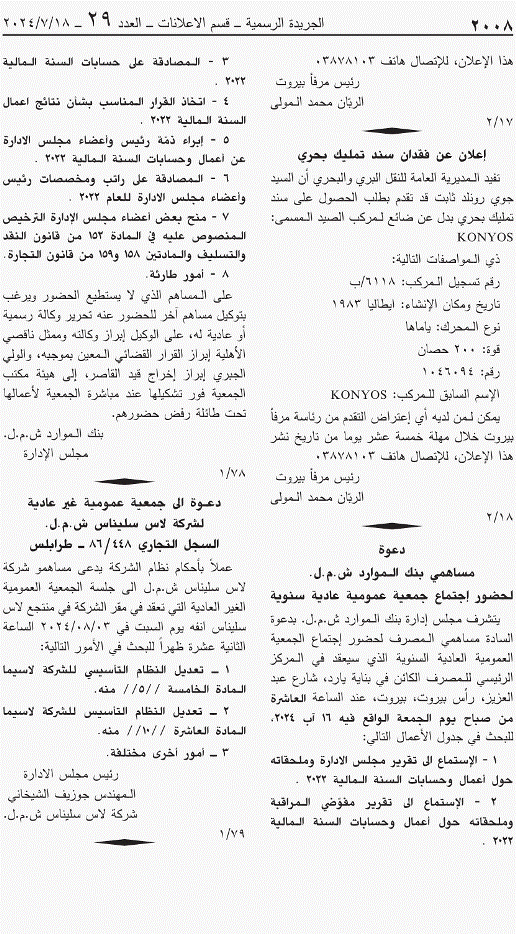 ٢٠٠٨
الجريدة الرسمية ــ قسم الاعلانات ــ العدد ٢٩ ــ ٢٠٢٤/٧/١٨
هذا الإعلان، للإتصال هاتف ٠٣٨٧٨١٠٣
رئيس مرفأ بيروت
الربّان محمد المولى
٢/١٧
إعلان عن فقدان سند تمليك بحري
تفيد المديرية العامة للنقل البري والبحري أن السيد
جوي رونلد ثابت قد تقدم بطلب الحصول على سند
تمليك بحري بدل عن ضائع لمركب الصيد المسمى:
KONYOS
ذي المواصفات التالية:
رقم تسجيل المركب: ٦١١٨/ب
تاريخ ومكان الإنشاء: ايطاليا ١٩٨٣
نوع المحرك: ياماها
قوة: ٢٠٠ حصان
رقم: ١٠٤٦٠٩٤
الإسم السابق للمركب: KONYOS
يمكن لمن لديه أي إعتراض التقدم من رئاسة مرفأ
بيروت خلال مهلة خمسة عشر يوما من تاريخ نشر
هذا الإعلان، للإتصال هاتف ٠٣٨٧٨١٠٣
رئيس مرفأ بيروت
الربّان محمد المولى
٢/١٨
دعوة
مساهمي بنك الموارد ش.م.ل.
لحضور إجتماع جمعية عمومية عادية سنوية
يتشرف مجلس إدارة بنك الموارد ش.م.ل. بدعوة
السادة مساهمي المصرف لحضور إجتماع الجمعية
العمومية العادية السنوية الذي سيعقد في المركز
الرئيسي للمصرف الكائن في بناية يارد، شارع عبد
العزيز، رأس بيروت، بيروت، عند الساعة العاشرة
من صباح يوم الجمعة الواقع فيه ١٦ آب ٢٠٢٤،
للبحث في جدول الأعمال التالي:
١ - الإستماع الى تقرير مجلس الادارة وملحقاته
حول أعمال وحسابات السنة المالية ٢٠٢٢ .
٢ - الإستماع الى تقرير مفوّضي المراقبة
وملحقاته حول أعمال وحسابات السنة المالية
٢٠٢٢ .
٣ - المصادقة على حسابات السنة المالية
٢٠٢٢ .
٤ - اتخاذ القرار المناسب بشأن نتائج اعمال
السنة المالية ٢٠٢٢ .
٥ - إبراء ذمّة رئيس وأعضاء مجلس الادارة
عن أعمال وحسابات السنة المالية ٢٠٢٢ .
٦ - المصادقة على راتب ومخصصات رئيس
وأعضاء مجلس الادارة للعام ٢٠٢٢ .
٧ - منح بعض أعضاء مجلس الإدارة الترخيص
المنصوص عليه في المادة ١٥٢ من قانون النقد
والتسليف والمادتين ١٥٨ و١٥٩ من قانون التجارة.
٨ - أمور طارئة.
على المساهم الذي لا يستطيع الحضور ويرغب
بتوكيل مساهم آخر للحضور عنه تحرير وكالة رسمية
أو عادية له، على الوكيل إبراز وكالته وممثل ناقصي
الأهلية إبراز القرار القضائي المعين بموجبه، والولي
الجبري إبراز إخراج قيد القاصر، إلى هيئة مكتب
الجمعية فور تشكيلها عند مباشرة الجمعية لأعمالها
تحت طائلة رفض حضورهم.
بنك الموارد ش.م.ل.
مجلس الإدارة
١/٧٨
دعوة الى جمعية عمومية غير عادية
لشركة لاس سليناس ش.م.ل.
السجل التجاري ٨٦/٤٤٨ ــ طرابلس
عملاً بأحكام نظام الشركة يدعى مساهمو شركة
لاس سليناس ش.م.ل الى جلسة الجمعية العمومية
الغير العادية التي تعقد في مقر الشركة في منتجع لاس
سليناس انفه يوم السبت في ٢٠٢٤/٠٨/٠٣ الساعة
الثانية عشرة ظهراً للبحث في الأمور التالية:
١ ــ تعديل النظام التأسيسي للشركة لاسيما
المادة الخامسة //٥// منه.
٢ ــ تعديل النظام التأسيس للشركة لاسيما
المادة العاشرة //١٠// منه.
٣ ــ أمور أخرى مختلفة.
رئيس مجلس الادارة
المهندس جوزيف الشيخاني
شركة لاس سليناس ش.م.ل.
١/٧٩